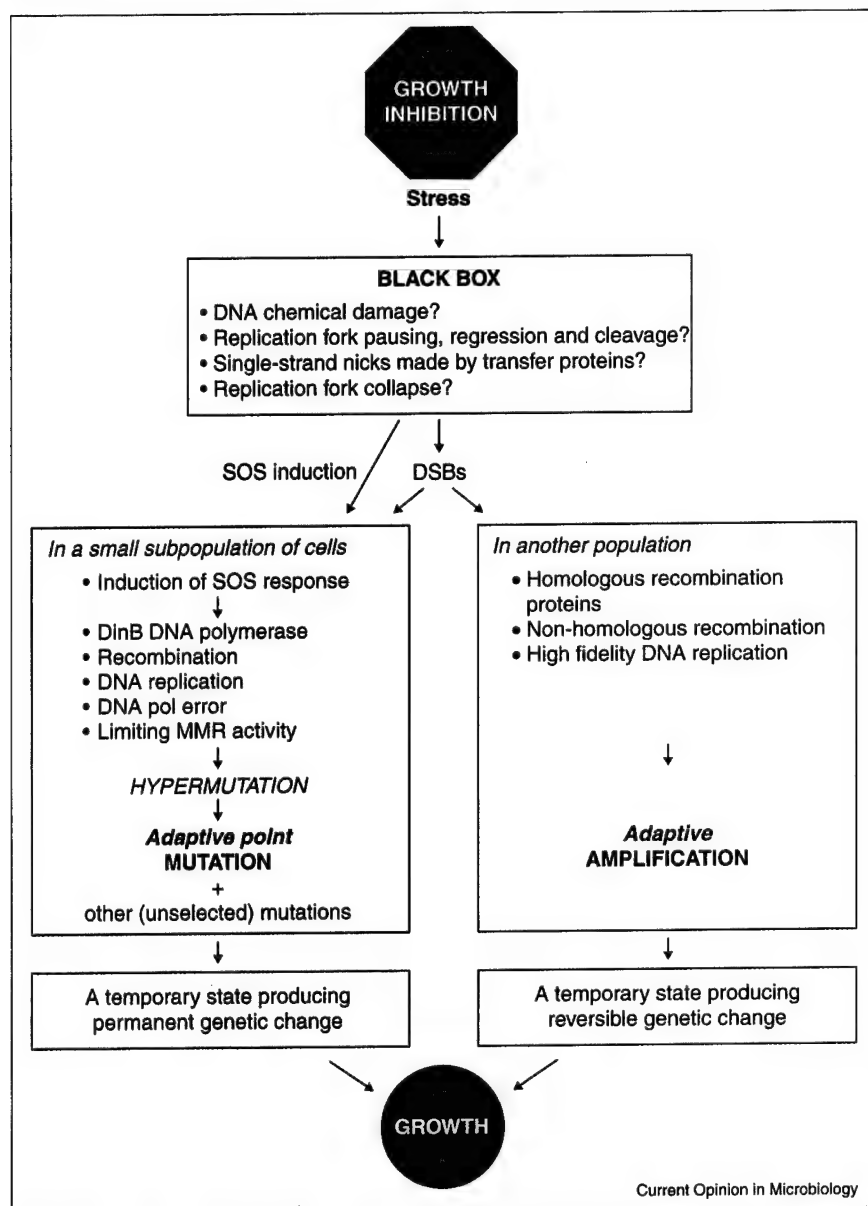 GROWTH
INHIBITION
Stress
BLACK BOX
• DNA chemical damage?
• Replication fork pausing, regression and cleavage?
• Single-strand nicks made by transfer proteins?
• Replication fork collapse?
SOS induction
DSBs
In a small subpopulation of cells
• Induction of SOS response
• DinB DNA polymerase
• Recombination
• DNA replication
• DNA pol error
• Limiting MMR activity
HYPERMUTATION
Adaptive point
MUTATION
+
other (unselected) mutations
A temporary state producing
permanent genetic change
In another population
• Homologous recombination
proteins
• Non-homologous recombination
• High fidelity DNA replication
Adaptive
AMPLIFICATION
A temporary state producing
reversible genetic change
GROWTH
Current Opinion in Microbiology